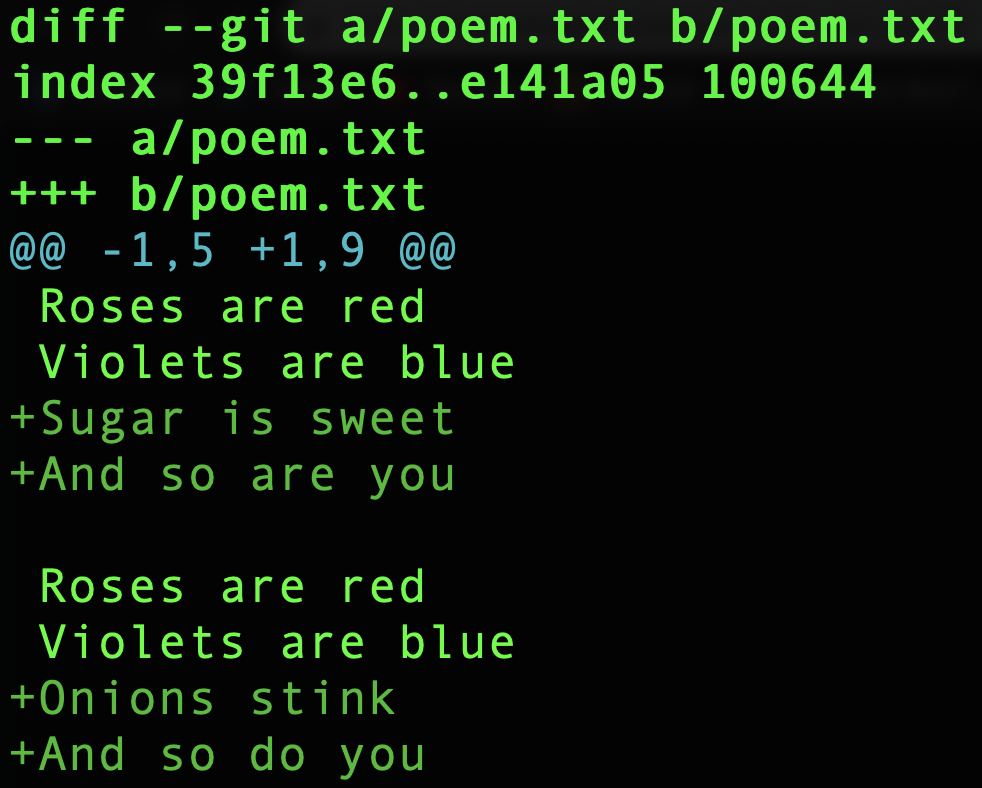 diff --git a/poem.txt b/poem.txt
index 39f13e6..e141a05 100644
--- a/poem.txt
+++ b/poem.txt
@@ -1,5 +1,9 @@
 Roses are red
 Violets are blue
+Sugar is sweet
+And so are you

 Roses are red
 Violets are blue
+Onions stink
+And so do you